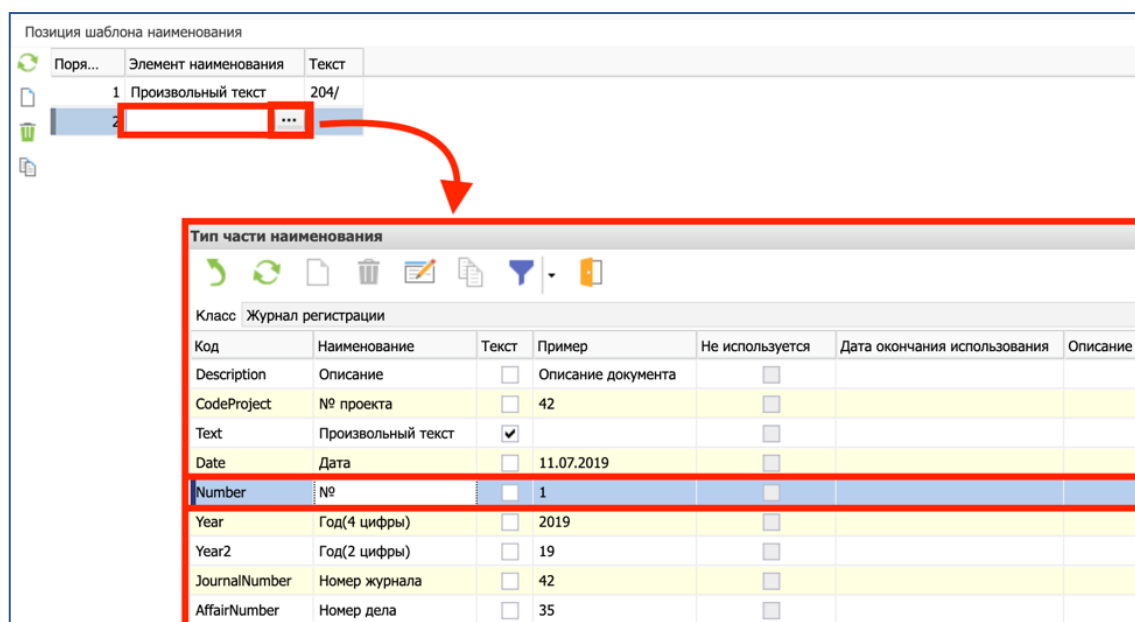 Позиция шаблона наименования
Поря... Элемент наименования Текст
1 Произвольный текст 204/
2 ...
Тип части наименования
Класс Журнал регистрации
Код Наименование Текст Пример Не используется Дата окончания использования Описание
Description Описание Описание документа
CodeProject № проекта 42
Text Произвольный текст
Date Дата 11.07.2019
Number № 1
Year Год(4 цифры) 2019
Year2 Год(2 цифры) 19
JournalNumber Номер журнала 42
AffairNumber Номер дела 35